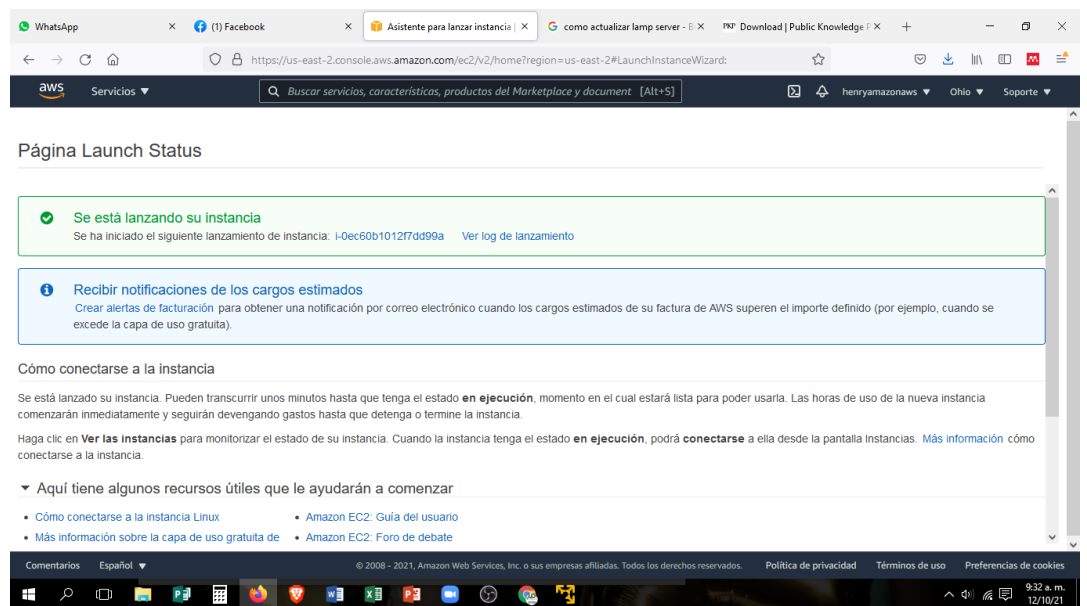 WhatsApp
(1) Facebook
Asistente para lanzar instancia |
como actualizar lamp server - B
Download | Public Knowledge P
https://us-east-2.console.aws.amazon.com/ec2/v2/home?region=us-east-2#LaunchInstanceWizard:
aws
Servicios
Buscar servicios, características, productos del Marketplace y document [Alt+S]
henryamazonaws
Ohio
Soporte
Página Launch Status
Se está lanzando su instancia
Se ha iniciado el siguiente lanzamiento de instancia: i-0ec60b1012f7dd99a Ver log de lanzamiento
Recibir notificaciones de los cargos estimados
Crear alertas de facturación para obtener una notificación por correo electrónico cuando los cargos estimados de su factura de AWS superen el importe definido (por ejemplo, cuando se
excede la capa de uso gratuita).
Cómo conectarse a la instancia
Se está lanzado su instancia. Pueden transcurrir unos minutos hasta que tenga el estado en ejecución, momento en el cual estará lista para poder usarla. Las horas de uso de la nueva instancia
comenzarán inmediatamente y seguirán devengando gastos hasta que detenga o termine la instancia.
Haga clic en Ver las instancias para monitorizar el estado de su instancia. Cuando la instancia tenga el estado en ejecución, podrá conectarse a ella desde la pantalla Instancias. Más información cómo
conectarse a la instancia.
Aquí tiene algunos recursos útiles que le ayudarán a comenzar
• Cómo conectarse a la instancia Linux
• Amazon EC2: Guía del usuario
• Más información sobre la capa de uso gratuita de
• Amazon EC2: Foro de debate
Comentarios
Español
© 2008 - 2021, Amazon Web Services, Inc. o sus empresas afiliadas. Todos los derechos reservados.
Política de privacidad
Términos de uso
Preferencias de cookies
9:32 a. m.
12/10/21